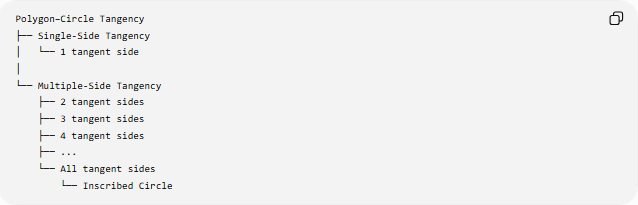 Polygon–Circle Tangency
├── Single-Side Tangency
│   └── 1 tangent side
│
└── Multiple-Side Tangency
    ├── 2 tangent sides
    ├── 3 tangent sides
    ├── 4 tangent sides
    ├── ...
    └── All tangent sides
        └── Inscribed Circle